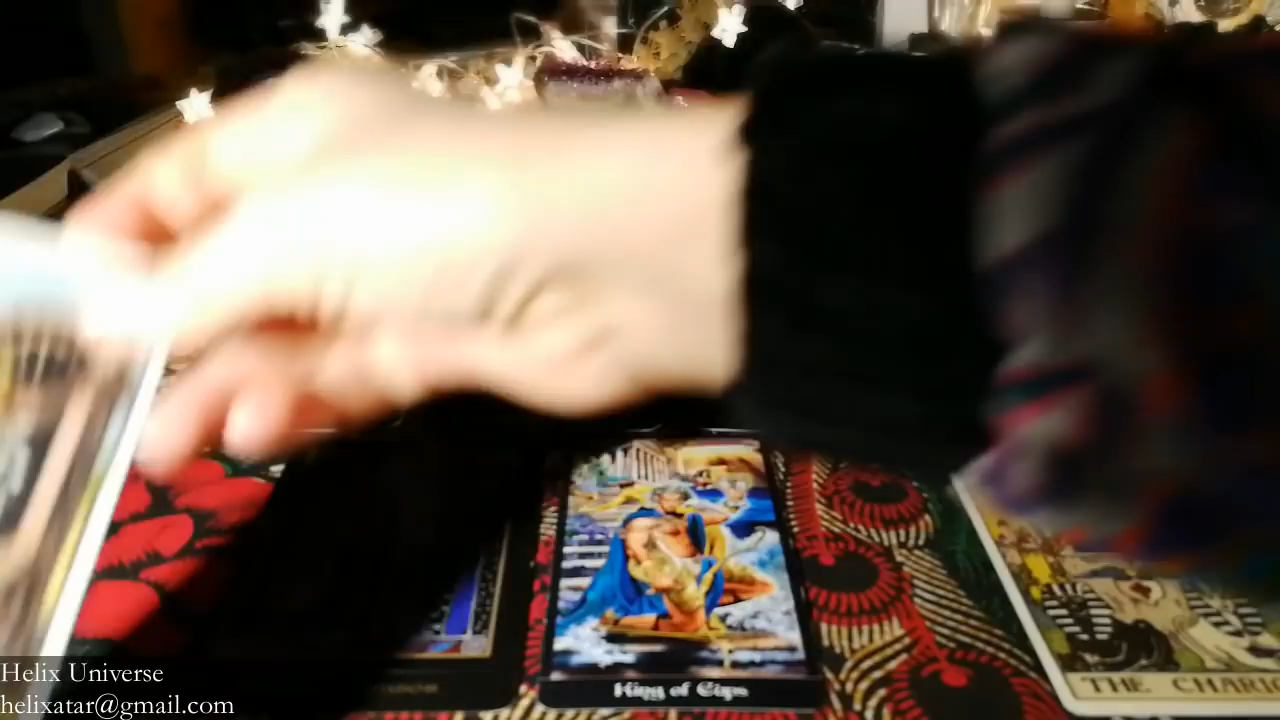 King of Cups
THE CHARIO
Helix Universe
helixatar@gmail.com